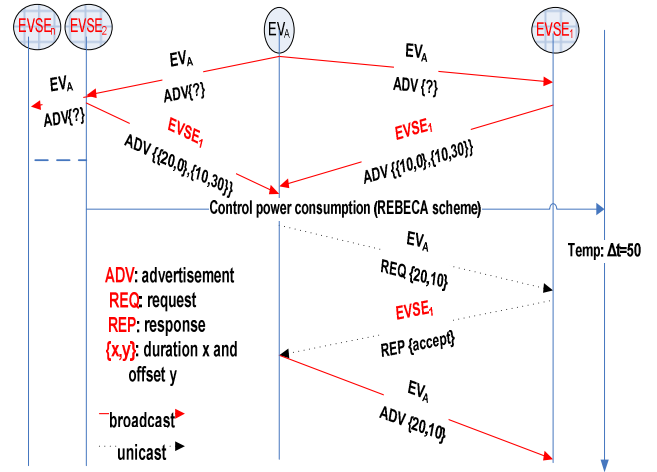 EVSEn
EVSE2
EVA
EVSE1
EVA
ADV{?}
EVA
ADV{?}
EVA
ADV {?}
EVSE1
ADV {{20,0},{10,30}}
EVSE1
ADV {{10,0},{10,30}}
Control power consumption (REBECA scheme)
Temp: Δt=50
EVA
REQ {20,10}
EVSE1
REP {accept}
EVA
ADV {20,10}
ADV: advertisement
REQ: request
REP: response
{x,y}: duration x and
offset y
broadcast
unicast